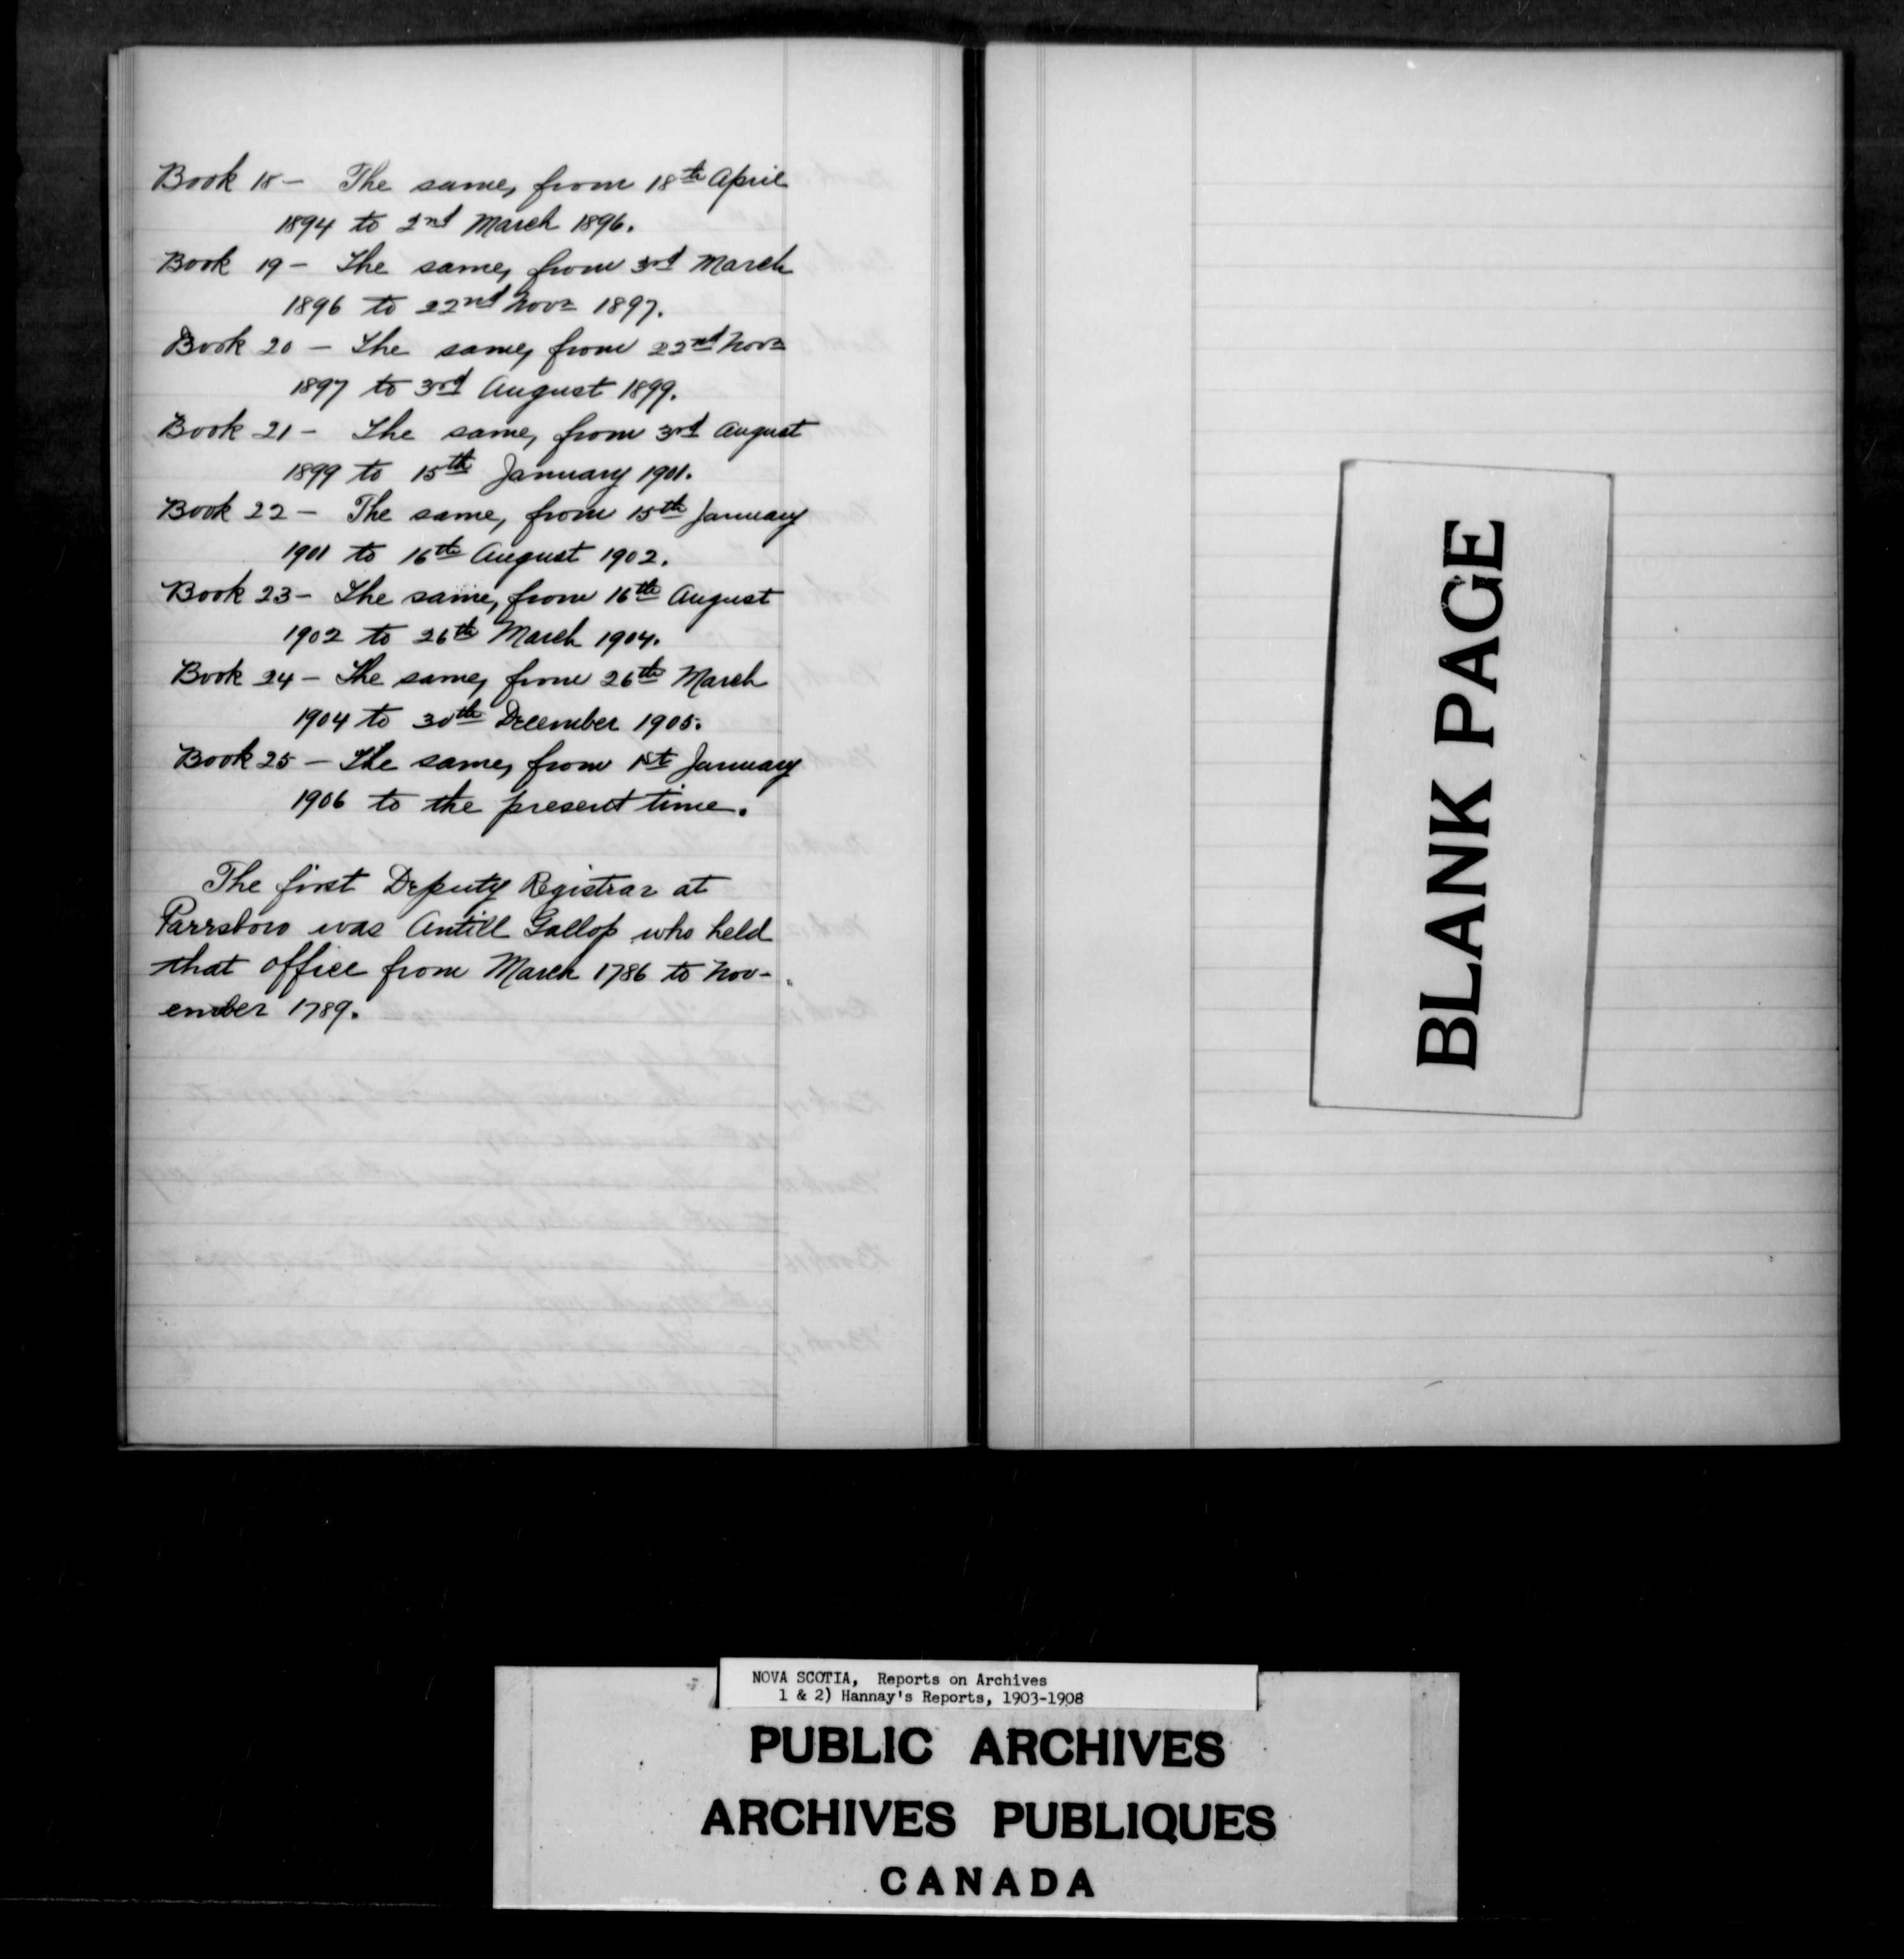 Book 18 - The same, from 18th April
1894 to 2nd March 1896.
Book 19 - The same, from 3rd March
1896 to 22nd Novr 1897.
Book 20 - The same, from 22nd Novr
1897 to 3rd August 1899.
Book 21 - The same, from 3rd August
1899 to 15th January 1901.
Book 22 - The same, from 15th January
1901 to 16th August 1902.
Book 23 - The same, from 16th August
1902 to 26th March 1904.
Book 24 - The same, from 26th March
1904 to 30th December 1905.
Book 25 - The same, from 1st January
1906 to the present time.
The first Deputy Registrar at
Parrsboro was Antill Gallop who held
that office from March 1786 to Nov-
ember 1789.
BLANK PAGE
NOVA SCOTIA, Reports on Archives
1 & 2) Hannay's Reports, 1903-1908
PUBLIC ARCHIVES
ARCHIVES PUBLIQUES
CANADA